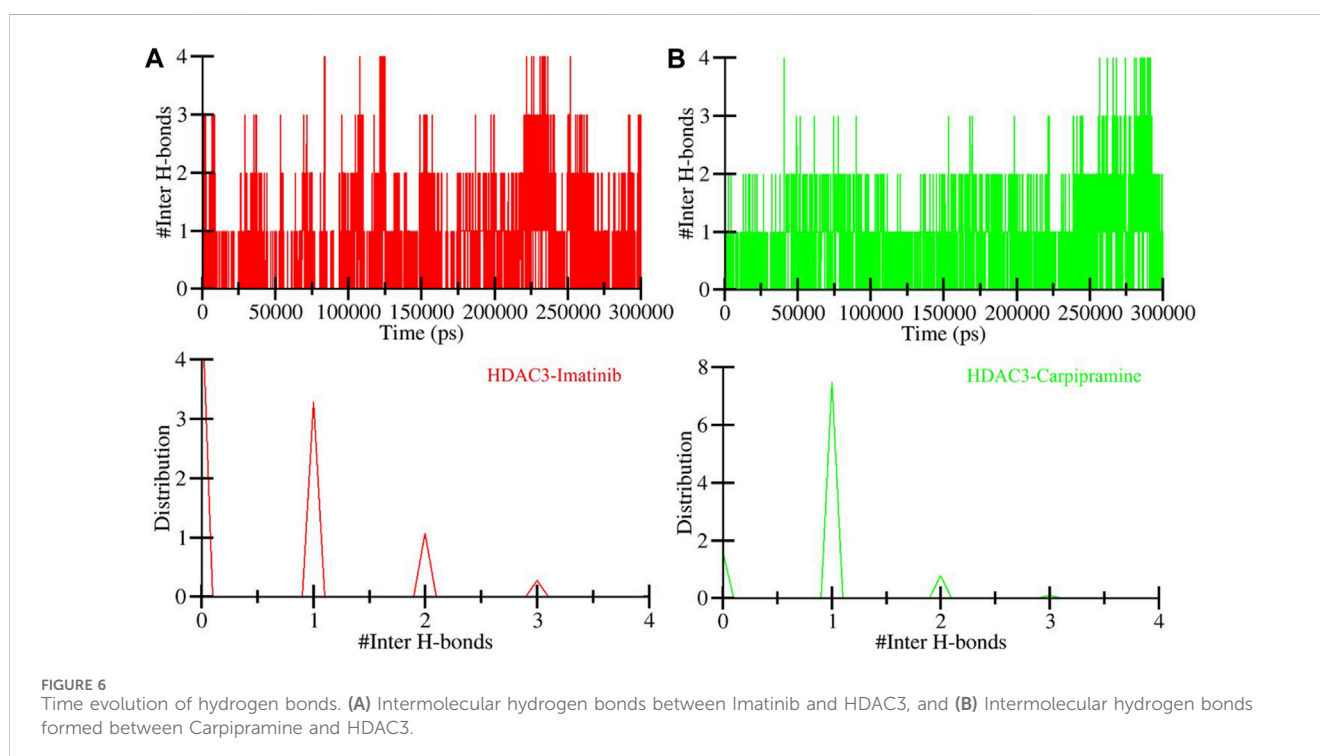 A
4
3
2
1
0
#Inter H-bonds
0 50000 100000 150000 200000 250000 300000
Time (ps)
B
4
3
2
1
0
#Inter H-bonds
0 50000 100000 150000 200000 250000 300000
Time (ps)
HDAC3-Imatinib
4
3
2
1
0
Distribution
0 1 2 3 4
#Inter H-bonds
HDAC3-Carpipramine
8
6
4
2
0
Distribution
0 1 2 3 4
#Inter H-bonds
FIGURE 6
Time evolution of hydrogen bonds. (A) Intermolecular hydrogen bonds between Imatinib and HDAC3, and (B) Intermolecular hydrogen bonds
formed between Carpipramine and HDAC3.